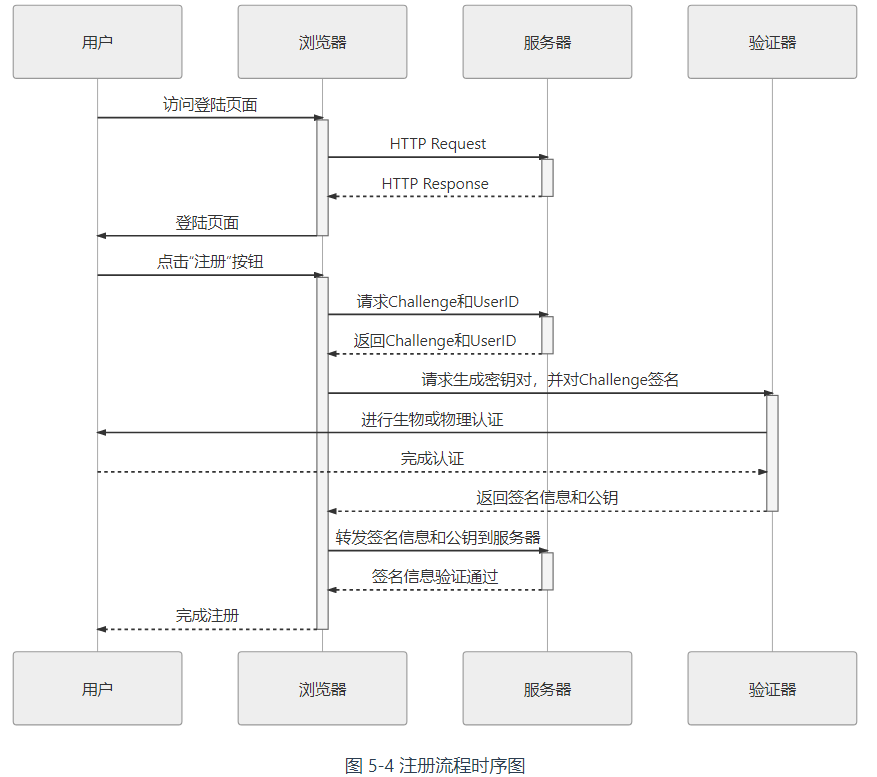 用户 浏览器 服务器 验证器
访问登陆页面
HTTP Request
HTTP Response
登陆页面
点击“注册”按钮
请求Challenge和UserID
返回Challenge和UserID
请求生成密钥对，并对Challenge签名
进行生物或物理认证
完成认证
返回签名信息和公钥
转发签名信息和公钥到服务器
签名信息验证通过
完成注册
用户 浏览器 服务器 验证器
图 5-4 注册流程时序图